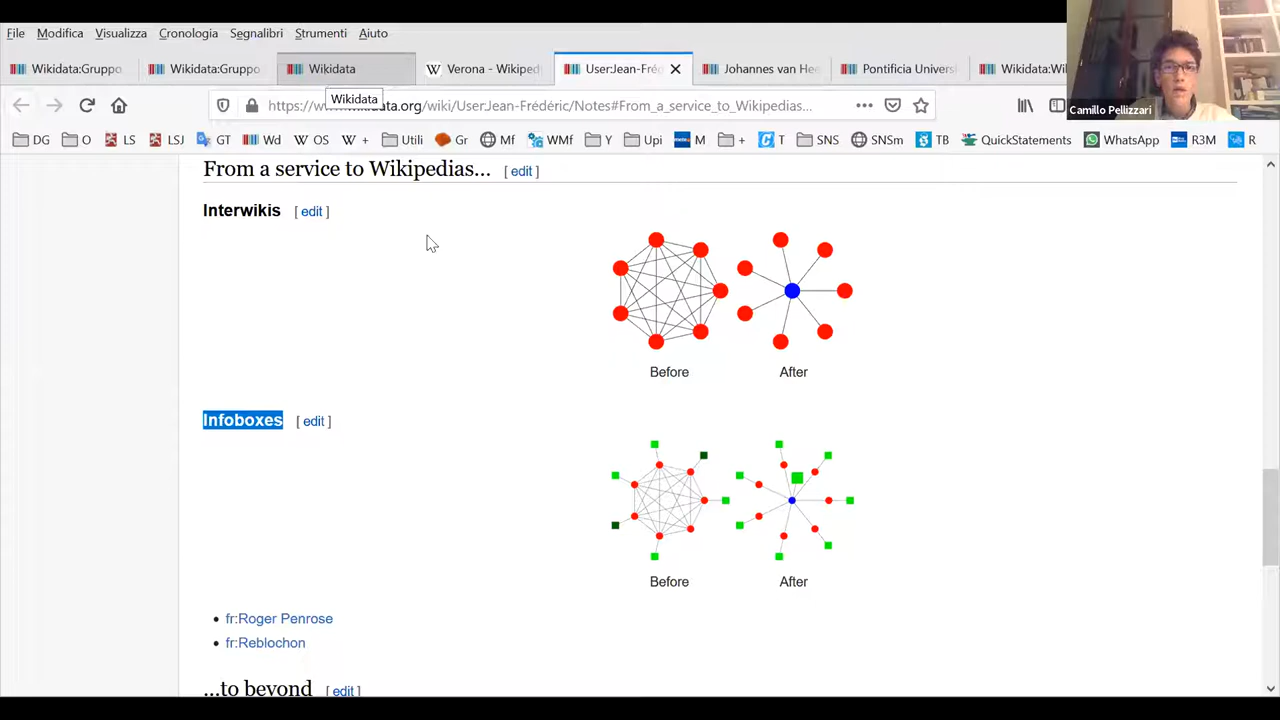 File Modifica Visualizza Cronologia Segnalibri Strumenti Aiuto
Wikidata:Gruppo Wikidata:Gruppo Wikidata Verona - Wikiped User:Jean-Fréd Johannes van He Pontificia Univers Wikidata:Wi
Wikidata
https://w data.org/wiki/User:Jean-Frédéric/Notes#From_a_service_to_Wikipedias...
Camillo Pellizzari
DG O LS LSJ GT Wd OS + Utili Gr Mf WMf Y Upi M + T SNS SNSm TB QuickStatements WhatsApp R3M R
From a service to Wikipedias... [ edit ]
Interwikis [ edit ]
Before After
Infoboxes [ edit ]
Before After
fr:Roger Penrose
fr:Reblochon
...to beyond [ edit ]